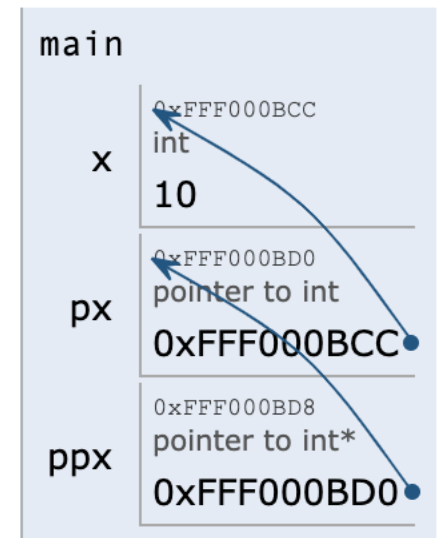 main
0xFFF000BCC
int
x
10
0xFFF000BD0
pointer to int
px
0xFFF000BCC
0xFFF000BD8
pointer to int*
ppx
0xFFF000BD0